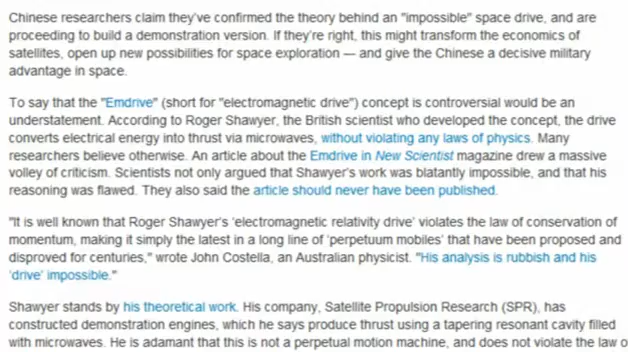 Chinese researchers claim they've confirmed the theory behind an "impossible" space drive, and are
proceeding to build a demonstration version. If they're right, this might transform the economics of
satellites, open up new possibilities for space exploration — and give the Chinese a decisive military
advantage in space.
To say that the "Emdrive" (short for "electromagnetic drive") concept is controversial would be an
understatement. According to Roger Shawyer, the British scientist who developed the concept, the drive
converts electrical energy into thrust via microwaves, without violating any laws of physics. Many
researchers believe otherwise. An article about the Emdrive in New Scientist magazine drew a massive
volley of criticism. Scientists not only argued that Shawyer's work was blatantly impossible, and that his
reasoning was flawed. They also said the article should never have been published.
"It is well known that Roger Shawyer's 'electromagnetic relativity drive' violates the law of conservation of
momentum, making it simply the latest in a long line of 'perpetuum mobiles' that have been proposed and
disproved for centuries," wrote John Costella, an Australian physicist. "His analysis is rubbish and his
'drive' impossible."
Shawyer stands by his theoretical work. His company, Satellite Propulsion Research (SPR), has
constructed demonstration engines, which he says produce thrust using a tapering resonant cavity filled
with microwaves. He is adamant that this is not a perpetual motion machine, and does not violate the law o